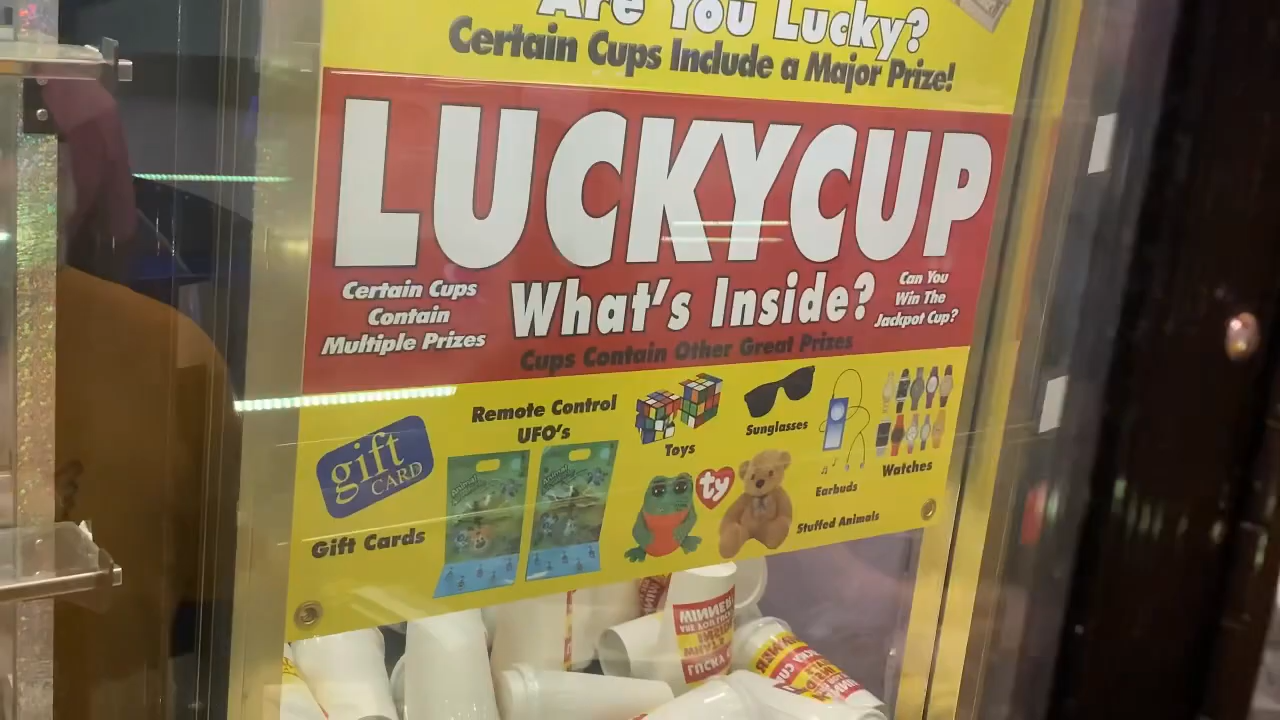 Are You Lucky?
Certain Cups Include a Major Prize!
LUCKYCUP
Certain Cups
Contain
Multiple Prizes
What's Inside?
Can You
Win The
Jackpot Cup?
Cups Contain Other Great Prizes
gift
CARD
Gift Cards
Remote Control
UFO's
Toys
Sunglasses
Earbuds
Watches
ty
Stuffed Animals
WINNER!
LUCKY CUP